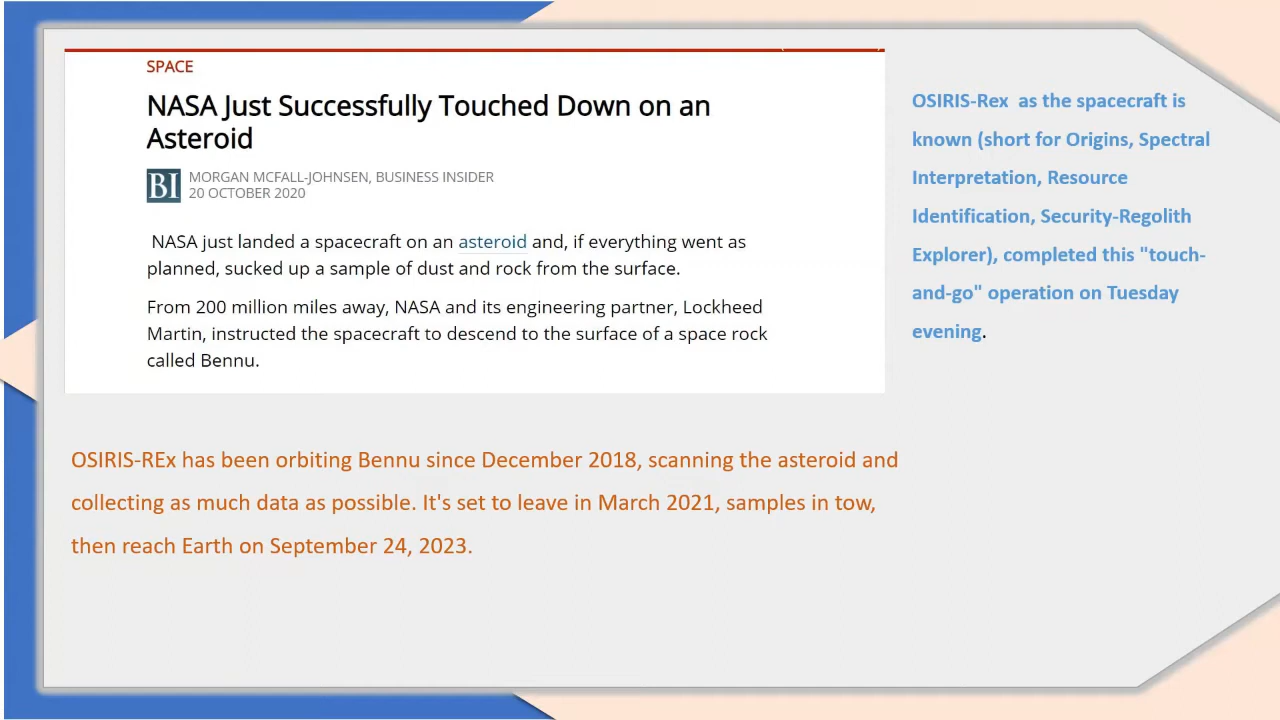 SPACE
NASA Just Successfully Touched Down on an
Asteroid
BI
MORGAN MCFALL-JOHNSEN, BUSINESS INSIDER
20 OCTOBER 2020
NASA just landed a spacecraft on an asteroid and, if everything went as
planned, sucked up a sample of dust and rock from the surface.
From 200 million miles away, NASA and its engineering partner, Lockheed
Martin, instructed the spacecraft to descend to the surface of a space rock
called Bennu.
OSIRIS-Rex as the spacecraft is
known (short for Origins, Spectral
Interpretation, Resource
Identification, Security-Regolith
Explorer), completed this "touch-
and-go" operation on Tuesday
evening.
OSIRIS-REx has been orbiting Bennu since December 2018, scanning the asteroid and
collecting as much data as possible. It's set to leave in March 2021, samples in tow,
then reach Earth on September 24, 2023.